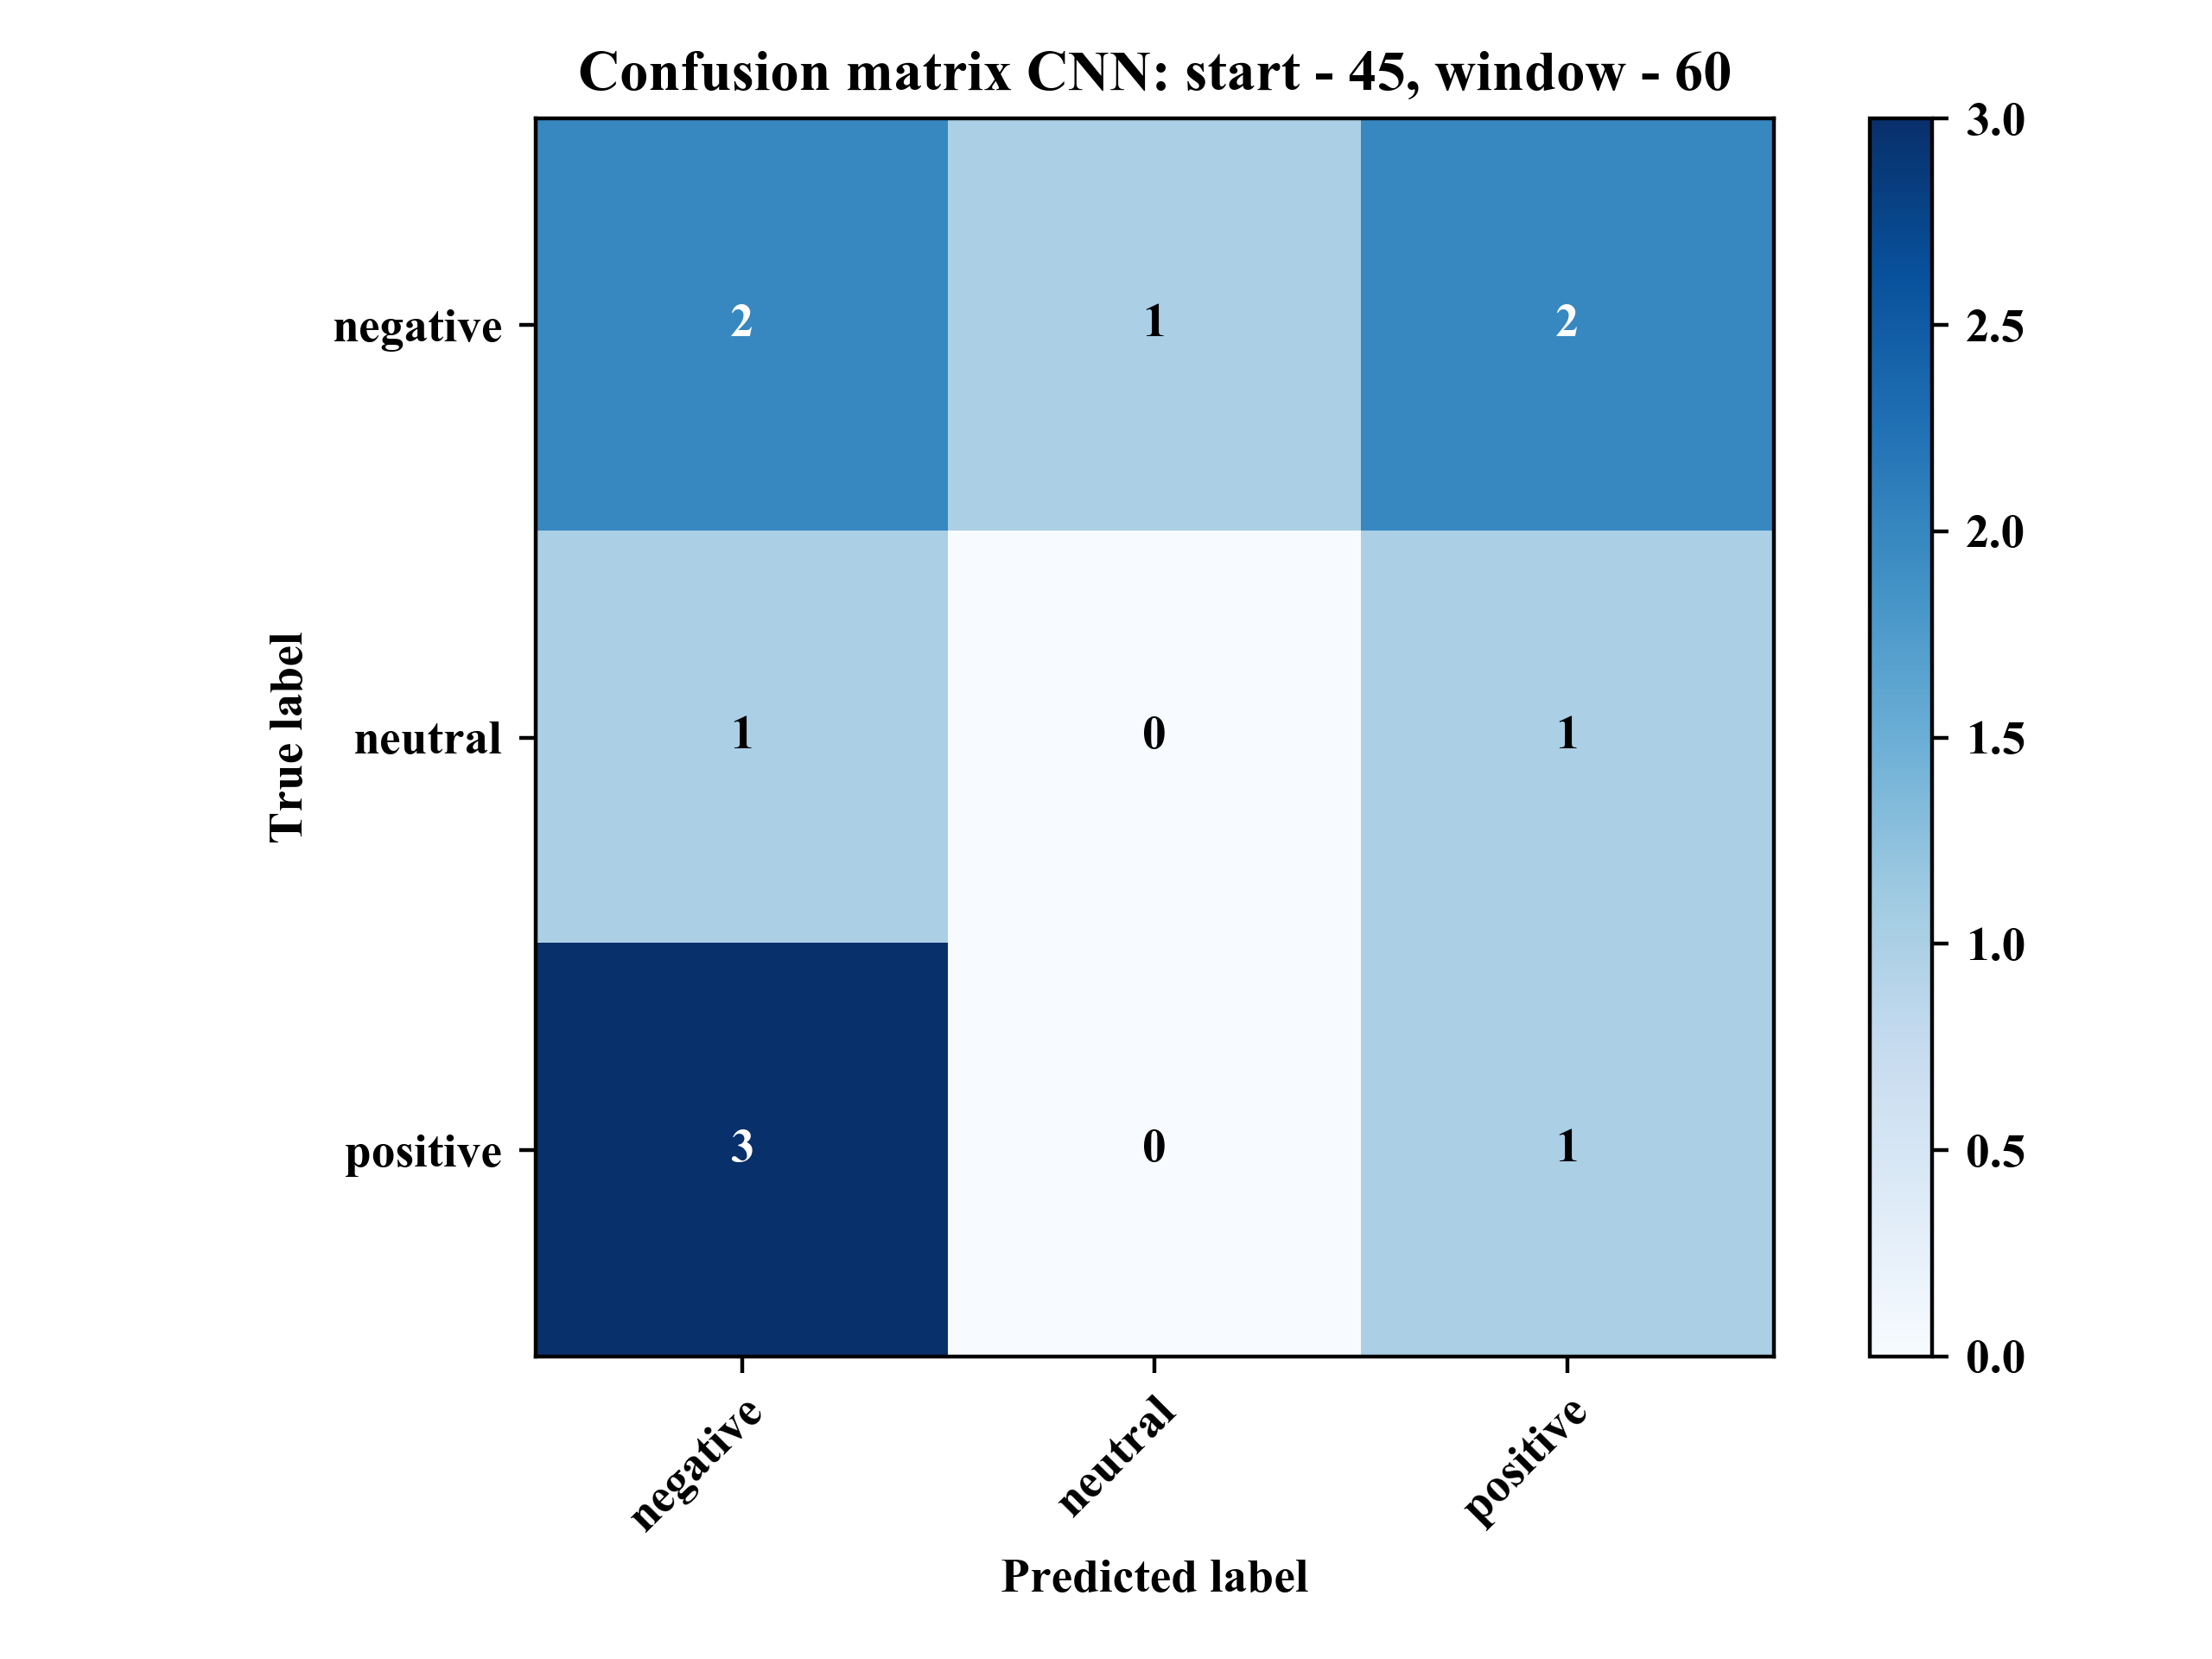 Confusion matrix CNN: start - 45, window - 60
True label
negative
2 1 2
neutral
1 0 1
positive
3 0 1
negative
neutral
positive
Predicted label
3.0
2.5
2.0
1.5
1.0
0.5
0.0